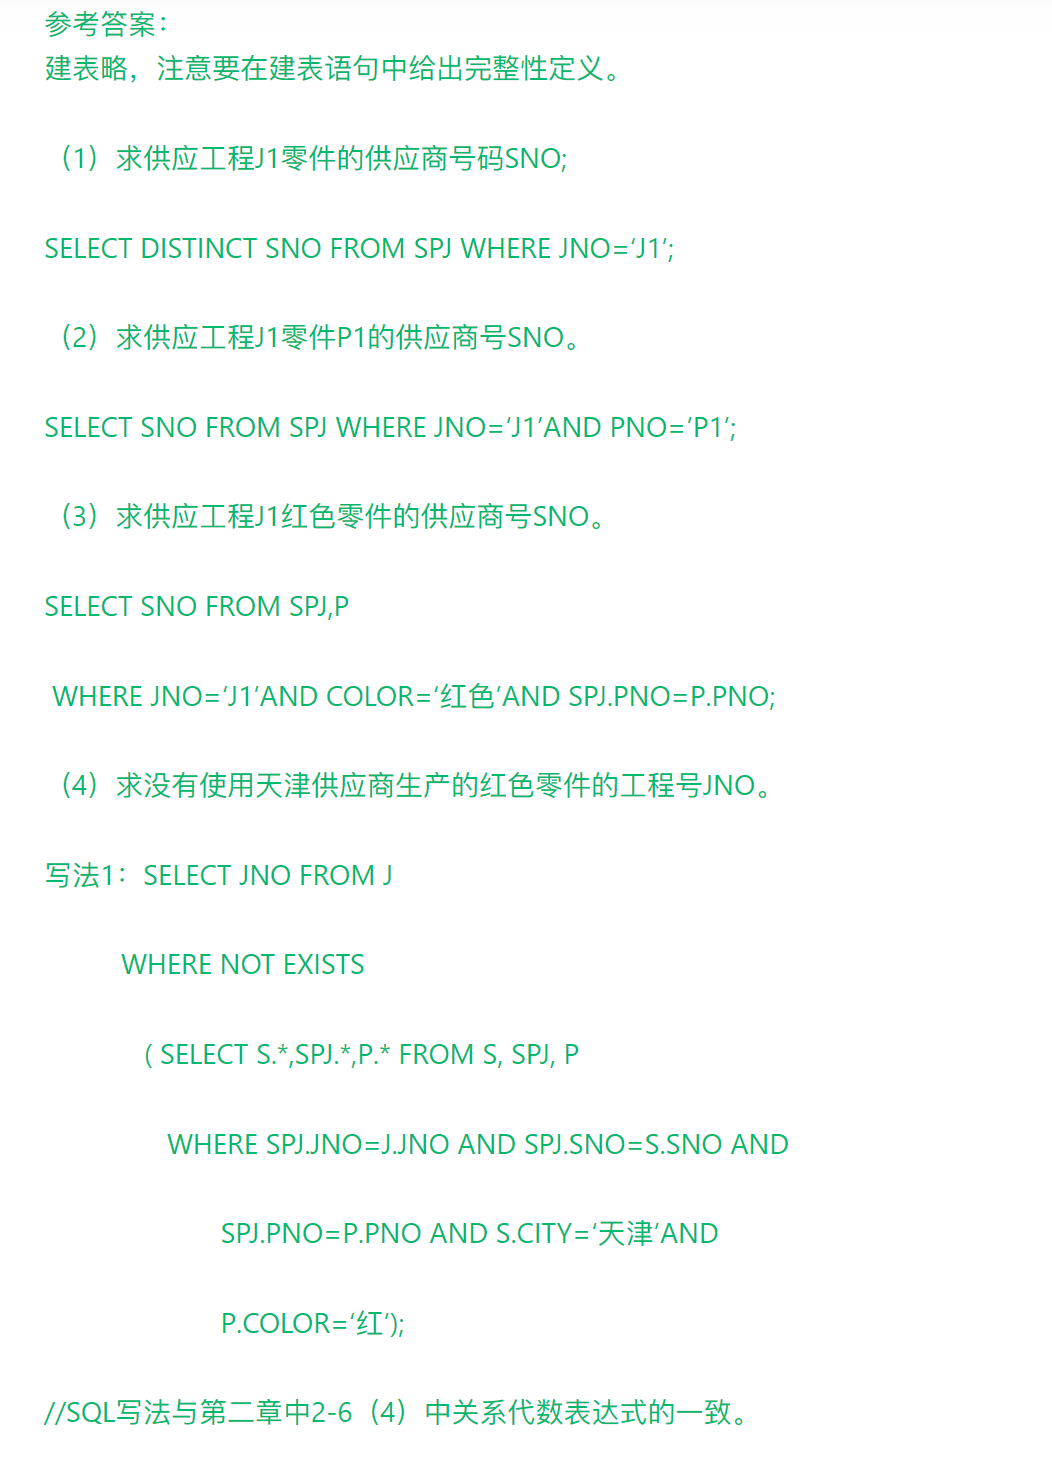 参考答案：
建表略，注意要在建表语句中给出完整性定义。
（1）求供应工程J1零件的供应商号码SNO;
SELECT DISTINCT SNO FROM SPJ WHERE JNO=‘J1’;
（2）求供应工程J1零件P1的供应商号SNO。
SELECT SNO FROM SPJ WHERE JNO=‘J1’AND PNO=‘P1’;
（3）求供应工程J1红色零件的供应商号SNO。
SELECT SNO FROM SPJ,P
WHERE JNO=‘J1‘AND COLOR=‘红色‘AND SPJ.PNO=P.PNO;
（4）求没有使用天津供应商生产的红色零件的工程号JNO。
写法1：SELECT JNO FROM J
WHERE NOT EXISTS
( SELECT S.*,SPJ.*,P.* FROM S, SPJ, P
WHERE SPJ.JNO=J.JNO AND SPJ.SNO=S.SNO AND
SPJ.PNO=P.PNO AND S.CITY=‘天津‘AND
P.COLOR=‘红‘);
//SQL写法与第二章中2-6（4）中关系代数表达式的一致。